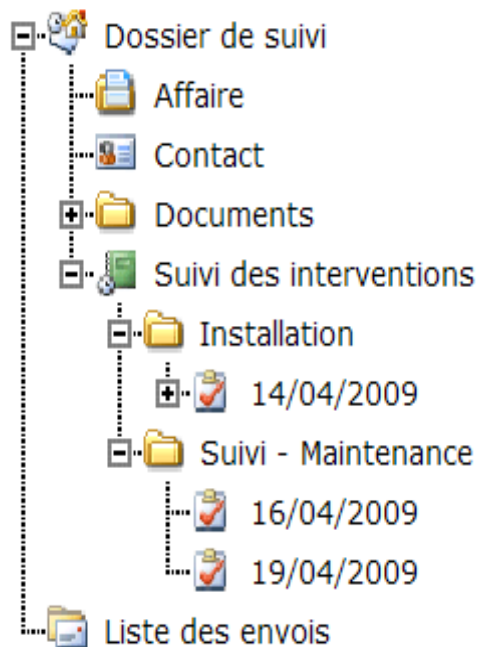 Dossier de suivi
Affaire
Contact
Documents
Suivi des interventions
Installation
14/04/2009
Suivi - Maintenance
16/04/2009
19/04/2009
Liste des envois